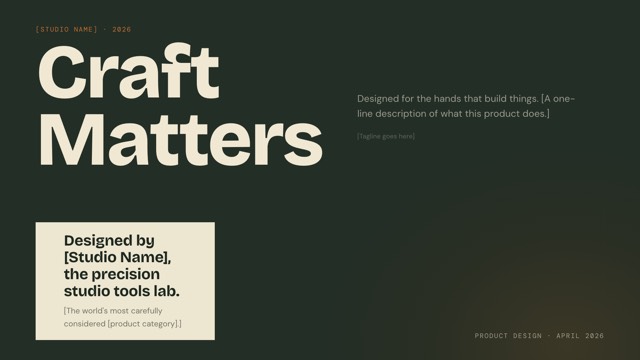 [STUDIO NAME] · 2026
Craft
Matters
Designed for the hands that build things. [A one-
line description of what this product does.]
[Tagline goes here]
Designed by
[Studio Name],
the precision
studio tools lab.
[The world's most carefully
considered [product category].]
PRODUCT DESIGN · APRIL 2026